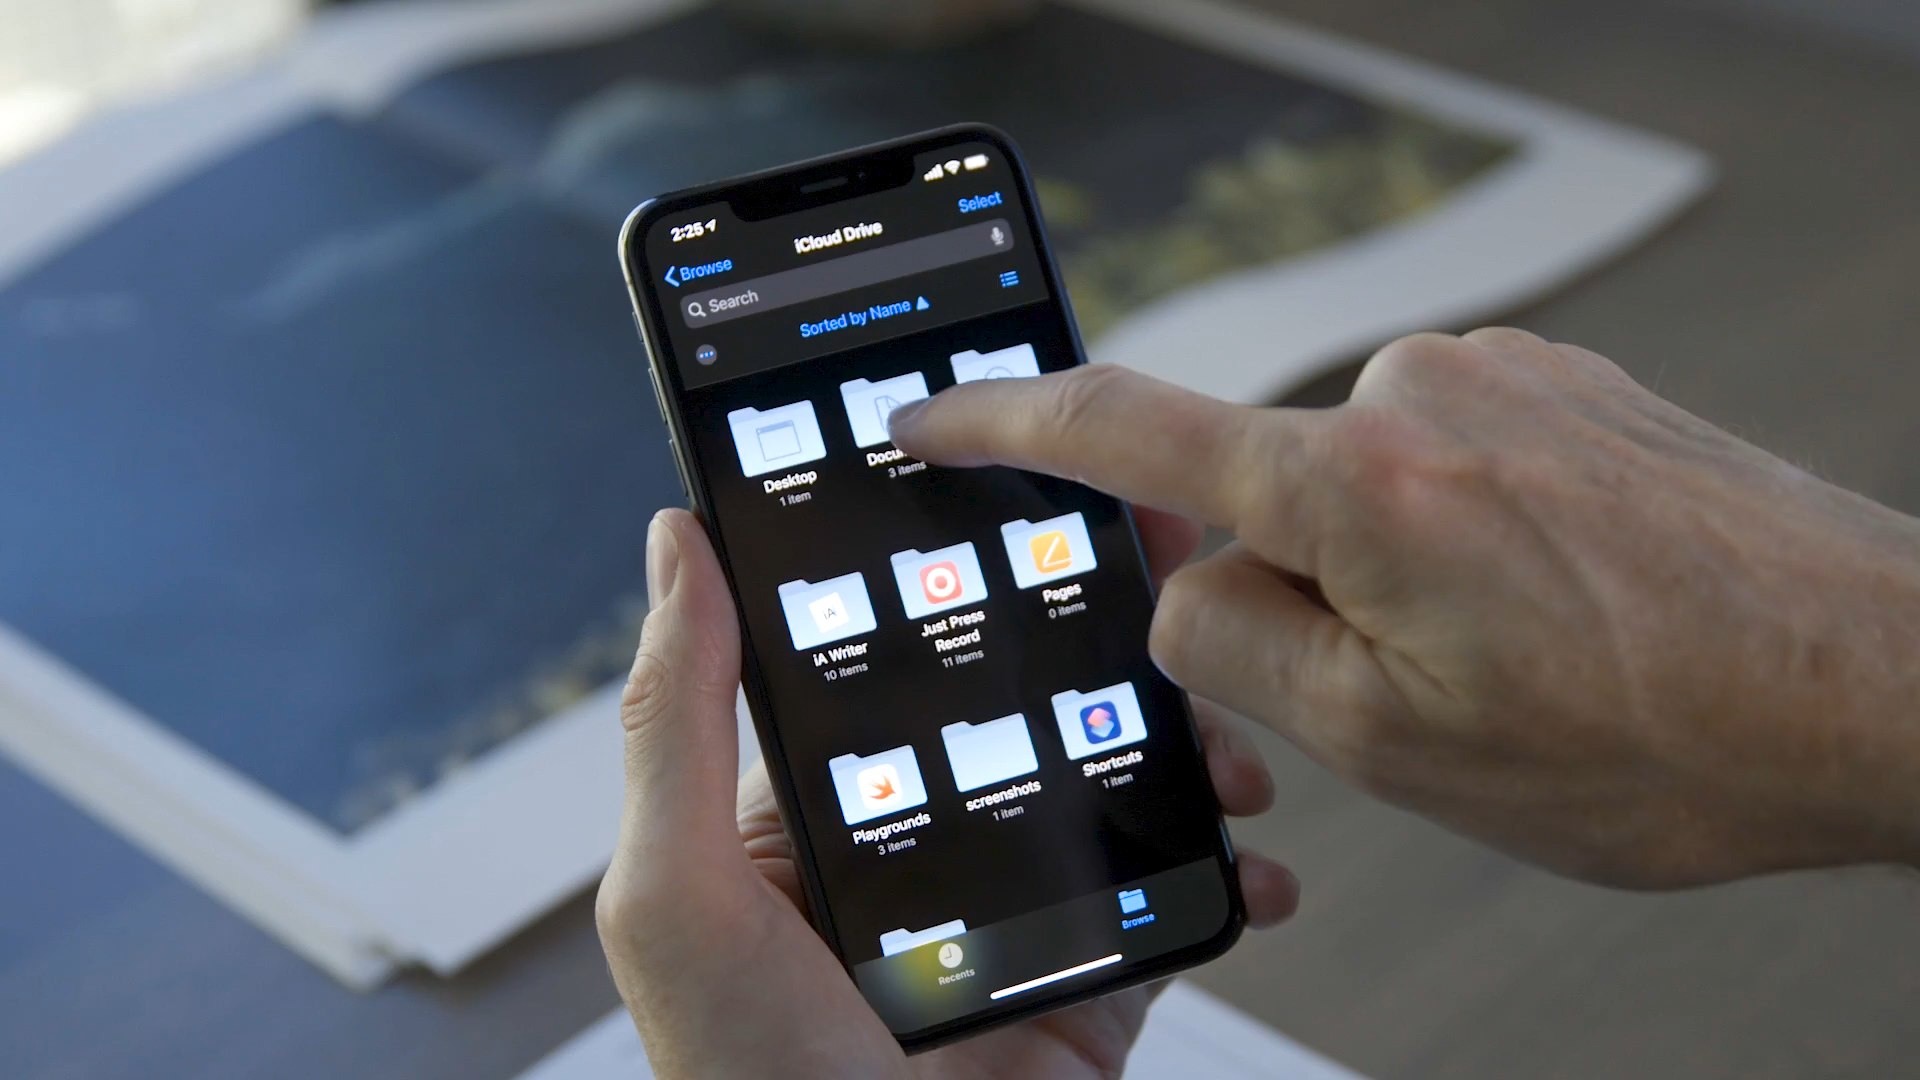 2:25
Select
iCloud Drive
Browse
Search
Sorted by Name
Desktop
1 item
3 items
iA
iA Writer
10 items
Just Press
Record
11 items
Pages
0 items
Playgrounds
3 items
screenshots
1 item
Shortcuts
1 item
Recents
Browse